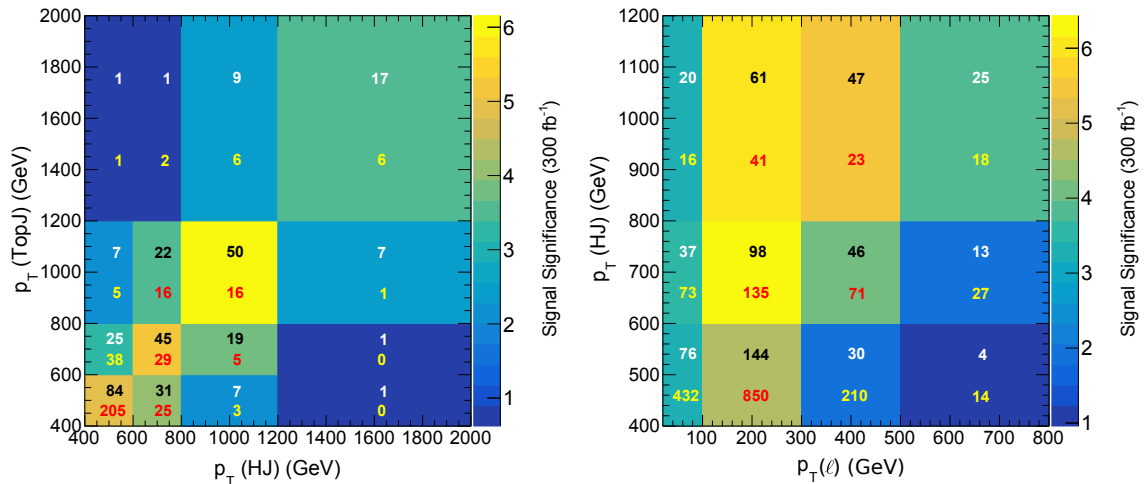 2000
1800
1600
1400
1200
1000
800
600
400
p_T (TopJ) (GeV)
1 1 9 17
1 2 6 6
7 22 50 7
5 16 16 1
25 45 19 1
38 29 5 0
84 31 7 1
205 25 3 0
400 600 800 1000 1200 1400 1600 1800 2000
p_T (HJ) (GeV)
6
5
4
3
2
1
Signal Significance (300 fb⁻¹)
1200
1100
1000
900
800
700
600
500
400
p_T (HJ) (GeV)
20 61 47 25
16 41 23 18
37 98 46 13
73 135 71 27
76 144 30 4
432 850 210 14
100 200 300 400 500 600 700 800
p_T(ℓ) (GeV)
6
5
4
3
2
1
Signal Significance (300 fb⁻¹)